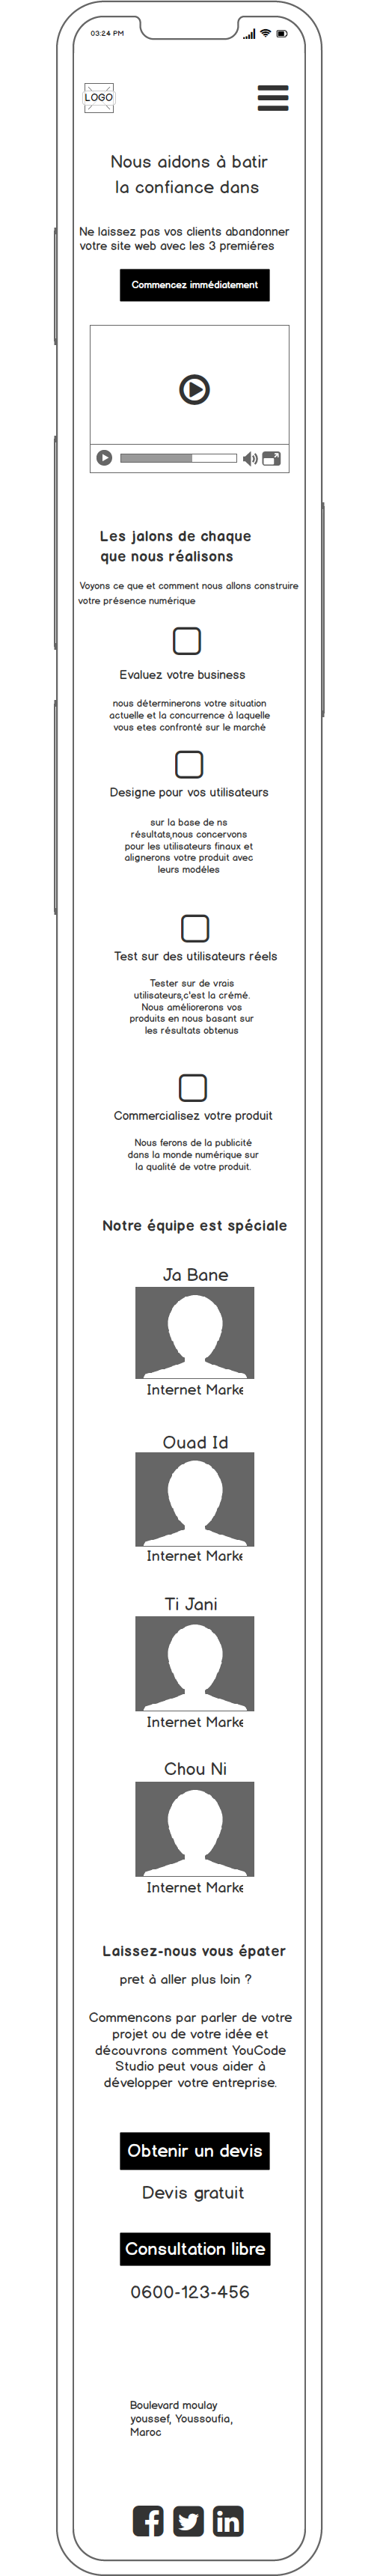 03:24 PM
LOGO
Nous aidons à batir
la confiance dans
Ne laissez pas vos clients abandonner
votre site web avec les 3 premiéres
Commencez immédiatement
Les jalons de chaque
que nous réalisons
Voyons ce que et comment nous allons construire
votre présence numérique
Evaluez votre business
nous déterminerons votre situation
actuelle et la concurrence à laquelle
vous etes confronté sur le marché
Designe pour vos utilisateurs
sur la base de ns
résultats,nous concervons
pour les utilisateurs finaux et
alignerons votre produit avec
leurs modéles
Test sur des utilisateurs réels
Tester sur de vrais
utilisateurs,c'est la crémé.
Nous améliorerons vos
produits en nous basant sur
les résultats obtenus
Commercialisez votre produit
Nous ferons de la publicité
dans la monde numérique sur
la qualité de votre produit.
Notre équipe est spéciale
Ja Bane
Internet Marke
Ouad Id
Internet Marke
Ti Jani
Internet Marke
Chou Ni
Internet Marke
Laissez-nous vous épater
pret à aller plus loin ?
Commencons par parler de votre
projet ou de votre idée et
découvrons comment YouCode
Studio peut vous aider à
développer votre entreprise.
Obtenir un devis
Devis gratuit
Consultation libre
0600-123-456
Boulevard moulay
youssef, Youssoufia,
Maroc